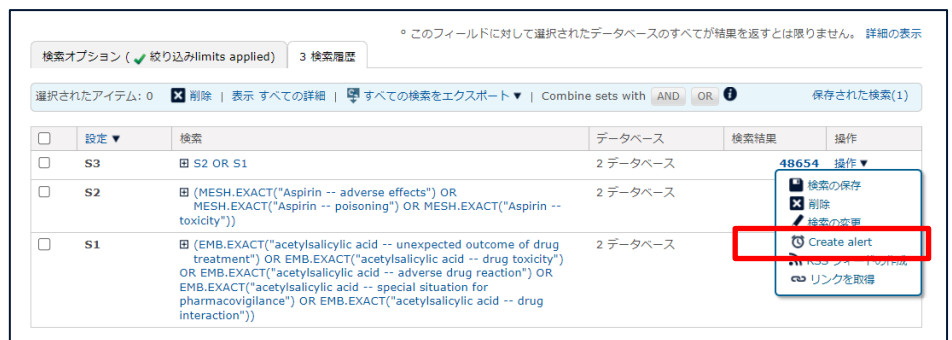 ° このフィールドに対して選択されたデータベースのすべてが結果を返すとは限りません。 詳細の表示
検索オプション ( 絞り込みlimits applied) 3 検索履歴
選択されたアイテム: 0 削除 | 表示 すべての詳細 | すべての検索をエクスポート ▼ | Combine sets with AND OR 保存された検索(1)
設定 ▼ 検索 データベース 検索結果 操作
S3 S2 OR S1 2 データベース 48654 操作 ▼
S2 (MESH.EXACT("Aspirin -- adverse effects") OR 2 データベース
MESH.EXACT("Aspirin -- poisoning") OR MESH.EXACT("Aspirin --
toxicity"))
S1 (EMB.EXACT("acetylsalicylic acid -- unexpected outcome of drug 2 データベース
treatment") OR EMB.EXACT("acetylsalicylic acid -- drug toxicity")
OR EMB.EXACT("acetylsalicylic acid -- adverse drug reaction") OR
EMB.EXACT("acetylsalicylic acid -- special situation for
pharmacovigilance") OR EMB.EXACT("acetylsalicylic acid -- drug
interaction"))
検索の保存
削除
検索の変更
Create alert
RSS フィードの作成
リンクを取得